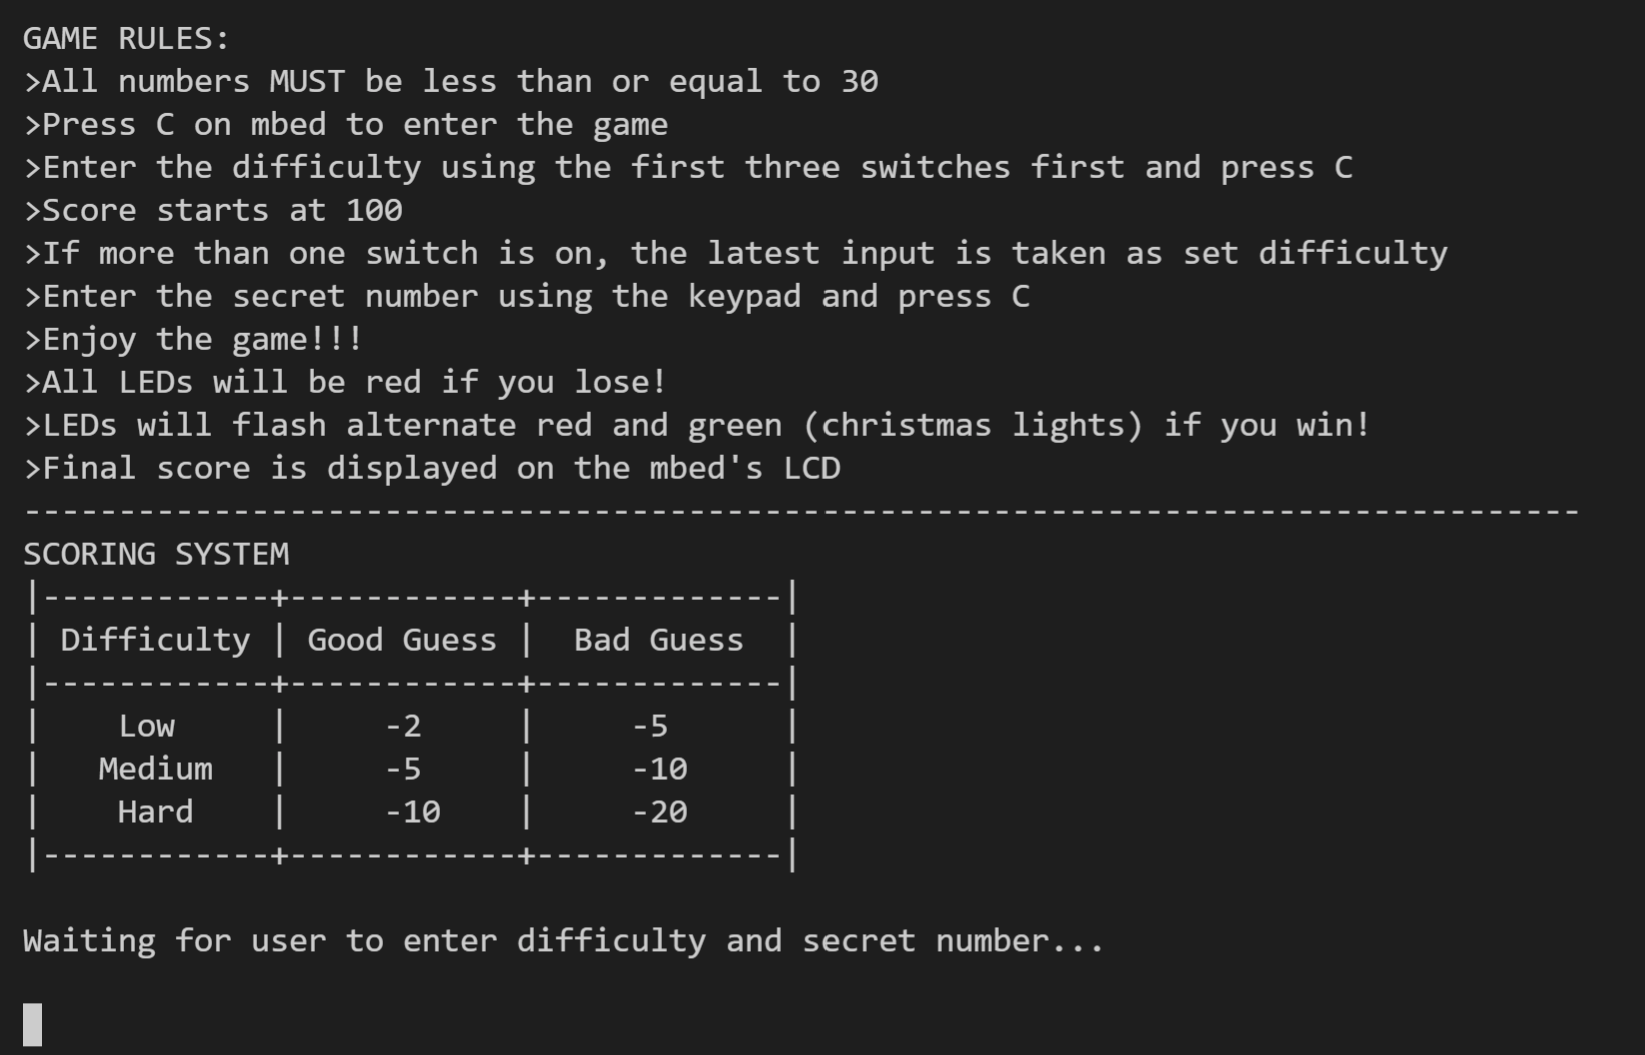 GAME RULES:
>All numbers MUST be less than or equal to 30
>Press C on mbed to enter the game
>Enter the difficulty using the first three switches first and press C
>Score starts at 100
>If more than one switch is on, the latest input is taken as set difficulty
>Enter the secret number using the keypad and press C
>Enjoy the game!!!
>All LEDs will be red if you lose!
>LEDs will flash alternate red and green (christmas lights) if you win!
>Final score is displayed on the mbed's LCD
----------------------------------------------------------------------------------
SCORING SYSTEM
|------------+------------+-------------|
| Difficulty | Good Guess |  Bad Guess  |
|------------+------------+-------------|
|    Low     |     -2     |     -5      |
|   Medium   |     -5     |     -10     |
|    Hard    |     -10    |     -20     |
|------------+------------+-------------|
Waiting for user to enter difficulty and secret number...